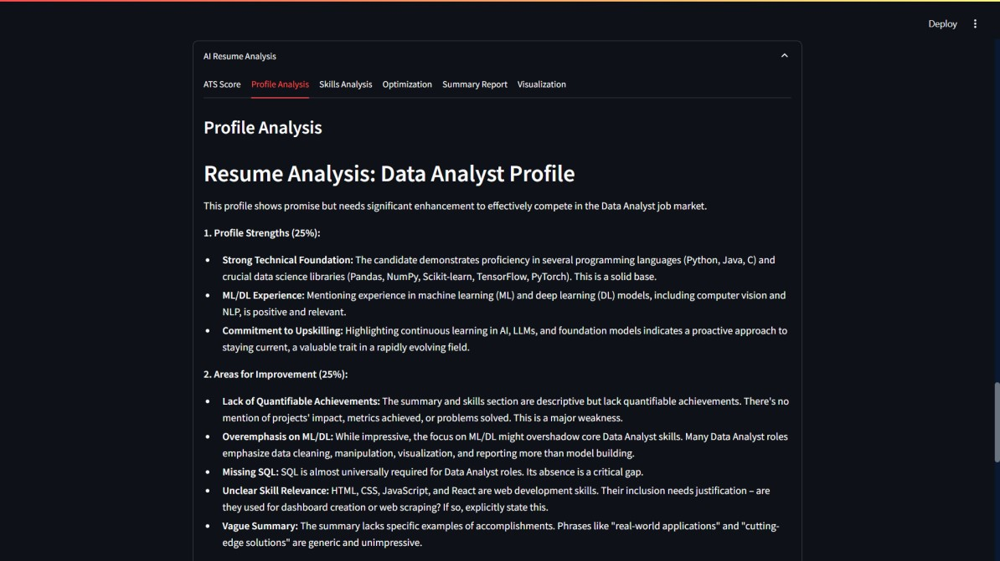 Deploy
AI Resume Analysis
ATS Score Profile Analysis Skills Analysis Optimization Summary Report Visualization
Profile Analysis
Resume Analysis: Data Analyst Profile
This profile shows promise but needs significant enhancement to effectively compete in the Data Analyst job market.
1. Profile Strengths (25%):
• Strong Technical Foundation: The candidate demonstrates proficiency in several programming languages (Python, Java, C) and
crucial data science libraries (Pandas, NumPy, Scikit-learn, TensorFlow, PyTorch). This is a solid base.
• ML/DL Experience: Mentioning experience in machine learning (ML) and deep learning (DL) models, including computer vision and
NLP, is positive and relevant.
• Commitment to Upskilling: Highlighting continuous learning in AI, LLMs, and foundation models indicates a proactive approach to
staying current, a valuable trait in a rapidly evolving field.
2. Areas for Improvement (25%):
• Lack of Quantifiable Achievements: The summary and skills section are descriptive but lack quantifiable achievements. There's no
mention of projects' impact, metrics achieved, or problems solved. This is a major weakness.
• Overemphasis on ML/DL: While impressive, the focus on ML/DL might overshadow core Data Analyst skills. Many Data Analyst roles
emphasize data cleaning, manipulation, visualization, and reporting more than model building.
• Missing SQL: SQL is almost universally required for Data Analyst roles. Its absence is a critical gap.
• Unclear Skill Relevance: HTML, CSS, JavaScript, and React are web development skills. Their inclusion needs justification – are
they used for dashboard creation or web scraping? If so, explicitly state this.
• Vague Summary: The summary lacks specific examples of accomplishments. Phrases like "real-world applications" and "cutting-
edge solutions" are generic and unimpressive.